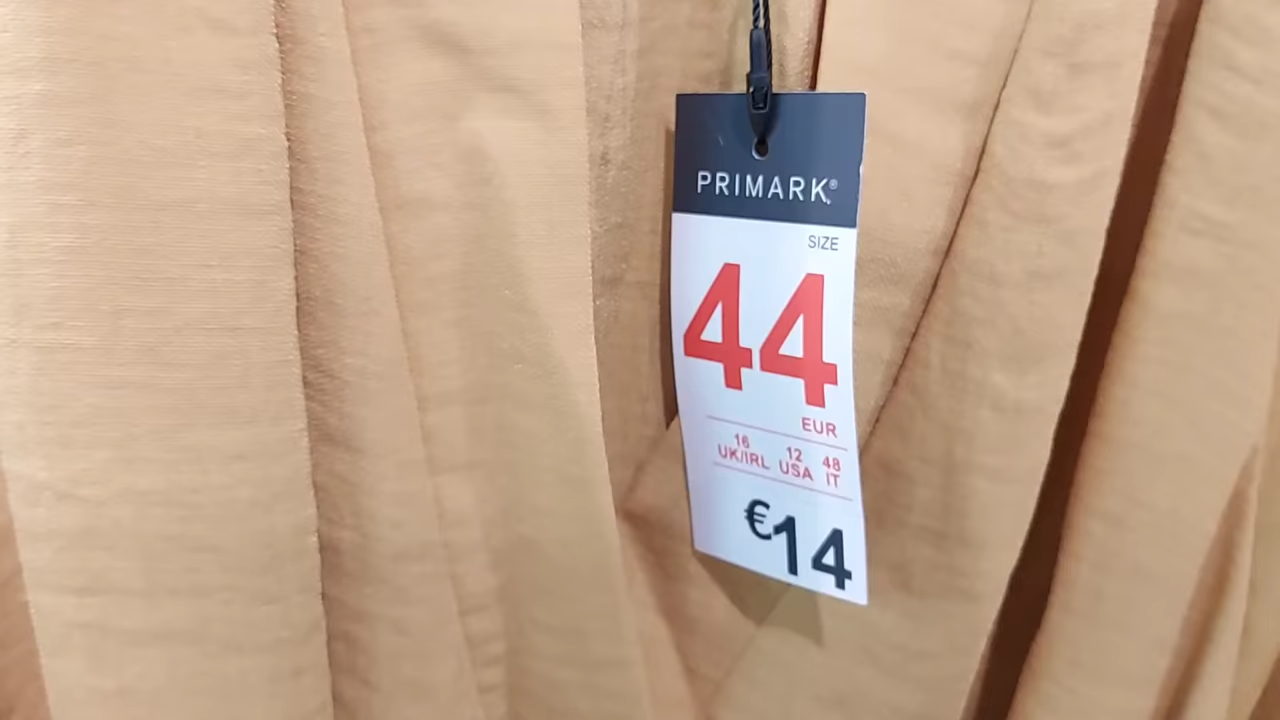 PRIMARK®
SIZE
44
EUR
16 12 48
UK/IRL USA IT
€14